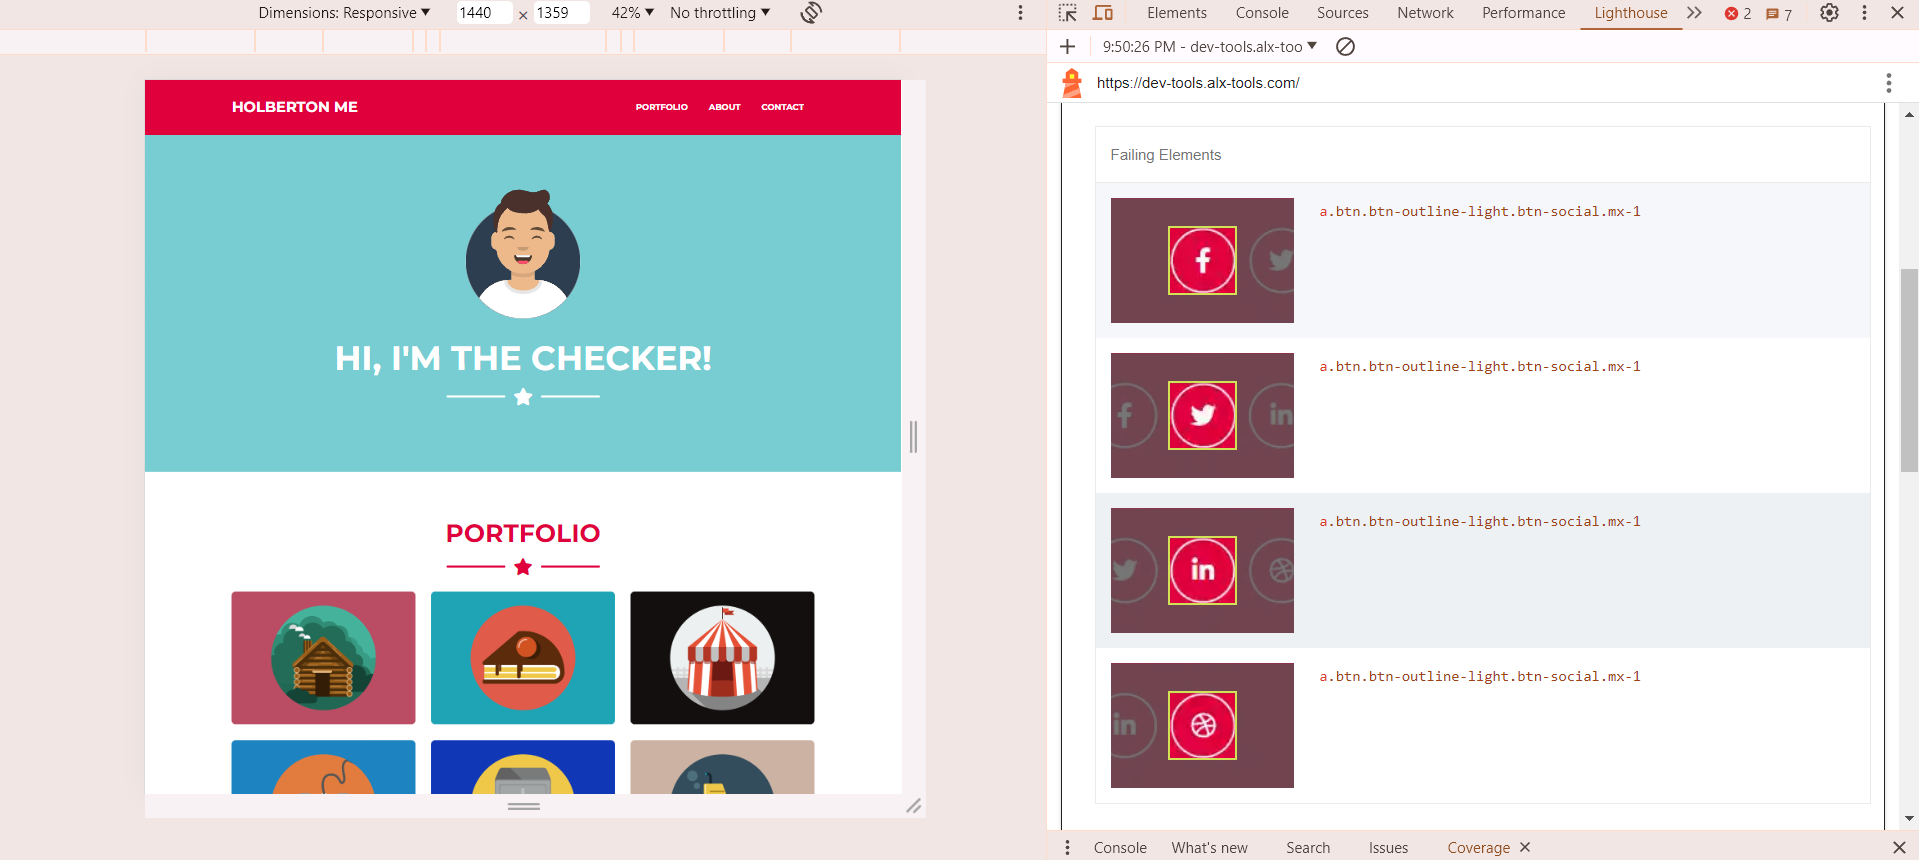 Dimensions: Responsive 1440 × 1359 42% No throttling
Elements Console Sources Network Performance Lighthouse 2 7
9:50:26 PM - dev-tools.alx-too
https://dev-tools.alx-tools.com/
HOLBERTON ME PORTFOLIO ABOUT CONTACT
HI, I'M THE CHECKER!
PORTFOLIO
Failing Elements
a.btn.btn-outline-light.btn-social.mx-1
a.btn.btn-outline-light.btn-social.mx-1
a.btn.btn-outline-light.btn-social.mx-1
a.btn.btn-outline-light.btn-social.mx-1
Console What's new Search Issues Coverage